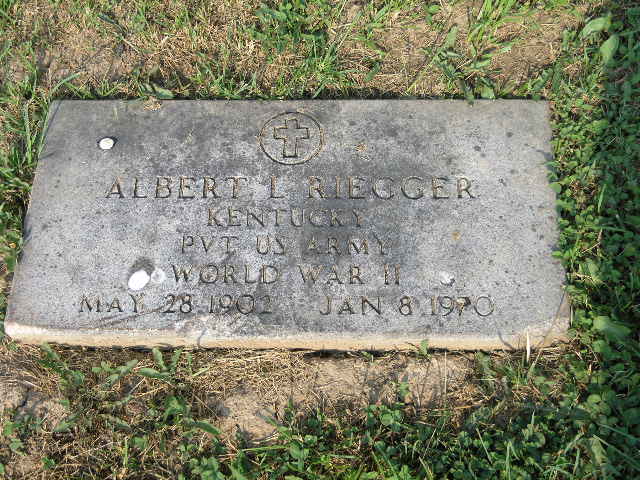 ALBERT L RIEGGER
KENTUCKY
PVT US ARMY
WORLD WAR II
MAY 28 1902 JAN 8 1970